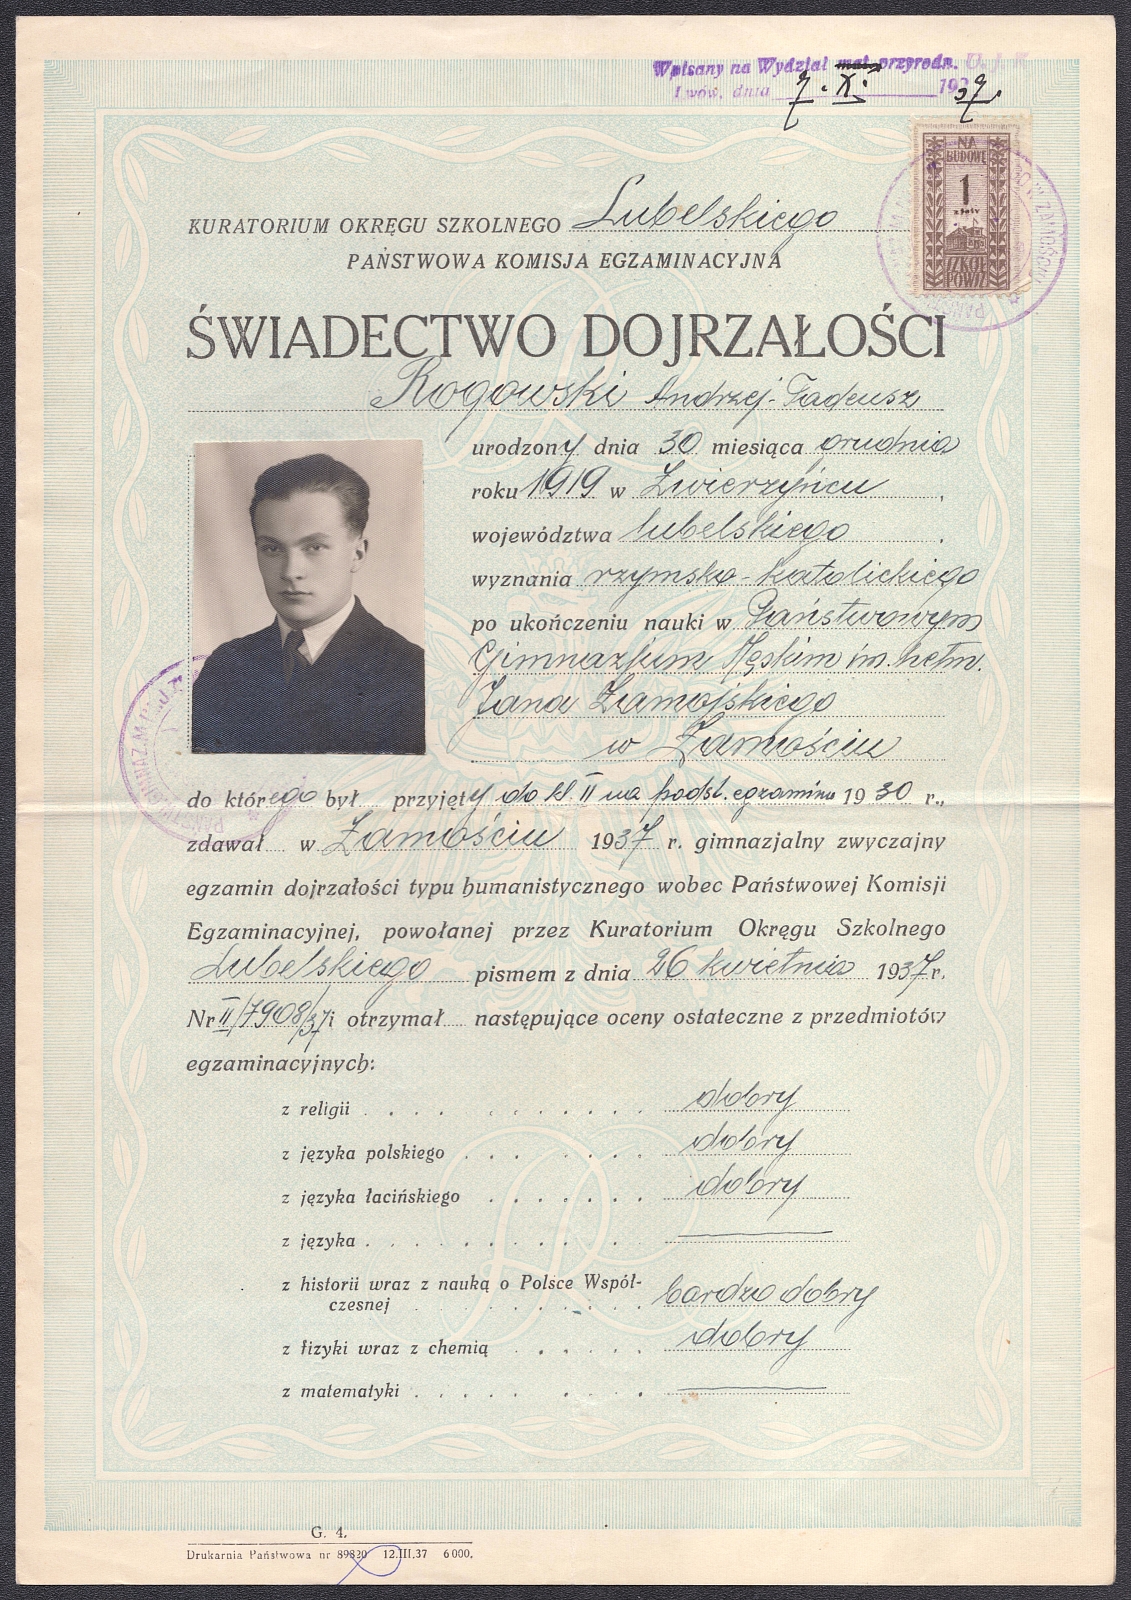 Wpisany na Wydział mat. przyrodn. U. J. K
Lwów, dnia 7. XI. 1937.
NA
BUDOWĘ
1
złoty
SZKÓŁ
POWSZ
KURATORIUM OKRĘGU SZKOLNEGO Lubelskiego
PAŃSTWOWA KOMISJA EGZAMINACYJNA
ŚWIADECTWO DOJRZAŁOŚCI
Rogowski Andrzej-Tadeusz
urodzony dnia 30 miesiąca grudnia
roku 1919 w Zwierzyńcu,
województwa lubelskiego,
wyznania rzymsko-katolickiego
po ukończeniu nauki w Państwowym
Gimnazjum Męskim im. hetm.
Jana Zamojskiego
w Zamościu
do którego był przyjęty do kl. II na podst. egzaminu 1930 r.,
zdawał w Zamościu 1937 r. gimnazjalny zwyczajny
egzamin dojrzałości typu humanistycznego wobec Państwowej Komisji
Egzaminacyjnej, powołanej przez Kuratorium Okręgu Szkolnego
Lubelskiego pismem z dnia 26 kwietnia 1937 r.
Nr II/7908/37 i otrzymał następujące oceny ostateczne z przedmiotów
egzaminacyjnych:
z religii dobry
z języka polskiego dobry
z języka łacińskiego dobry
z języka
z historii wraz z nauką o Polsce Współ-
czesnej bardzo dobry
z fizyki wraz z chemią dobry
z matematyki
G. 4.
Drukarnia Państwowa nr 89820 12.III.37 6000.